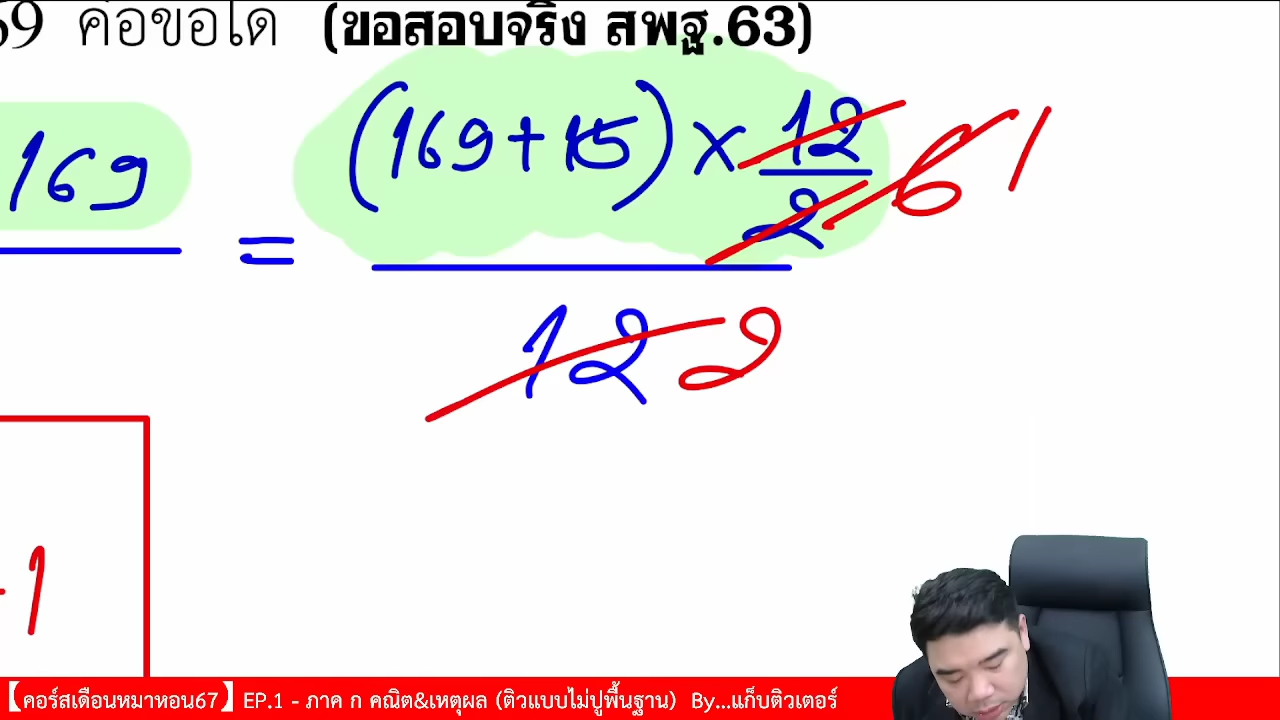 69 คือข้อใด (ข้อสอบจริง สพฐ.63)
169 = (169+15) × 12/2 6 1
12 2
1
【คอร์สเดือนหมาหอน67】 EP.1 - ภาค ก คณิต&เหตุผล (ติวแบบไม่ปูพื้นฐาน) By...แก็บติวเตอร์